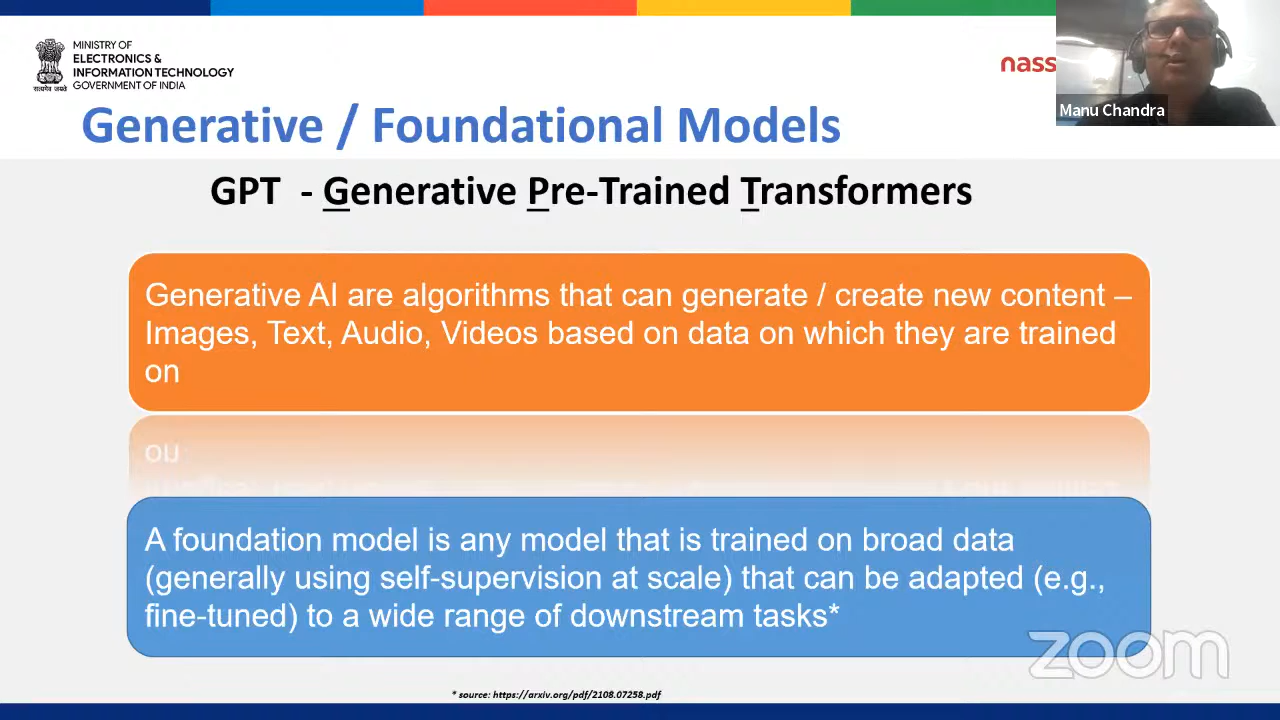 MINISTRY OF
ELECTRONICS &
INFORMATION TECHNOLOGY
GOVERNMENT OF INDIA
सत्यमेव जयते
nass
Manu Chandra
Generative / Foundational Models
GPT - Generative Pre-Trained Transformers
Generative AI are algorithms that can generate / create new content –
Images, Text, Audio, Videos based on data on which they are trained
on
A foundation model is any model that is trained on broad data
(generally using self-supervision at scale) that can be adapted (e.g.,
fine-tuned) to a wide range of downstream tasks*
zoom
* source: https://arxiv.org/pdf/2108.07258.pdf